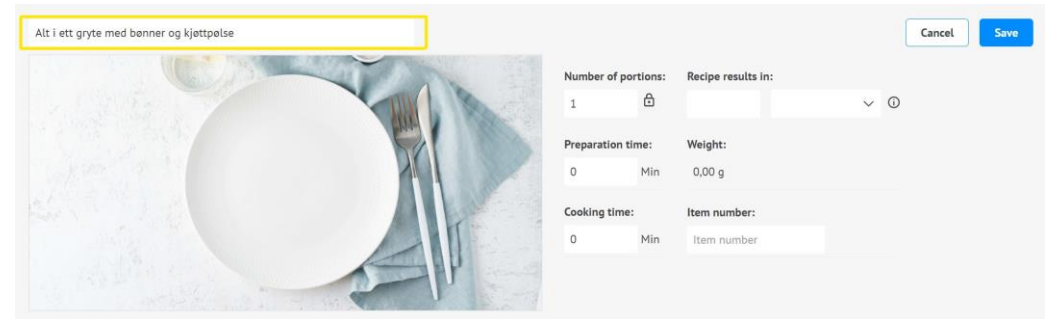 Alt i ett gryte med bønner og kjøttpølse
Cancel
Save
Number of portions:
Recipe results in:
1
Preparation time:
Weight:
0
Min
0,00 g
Cooking time:
Item number:
0
Min
Item number